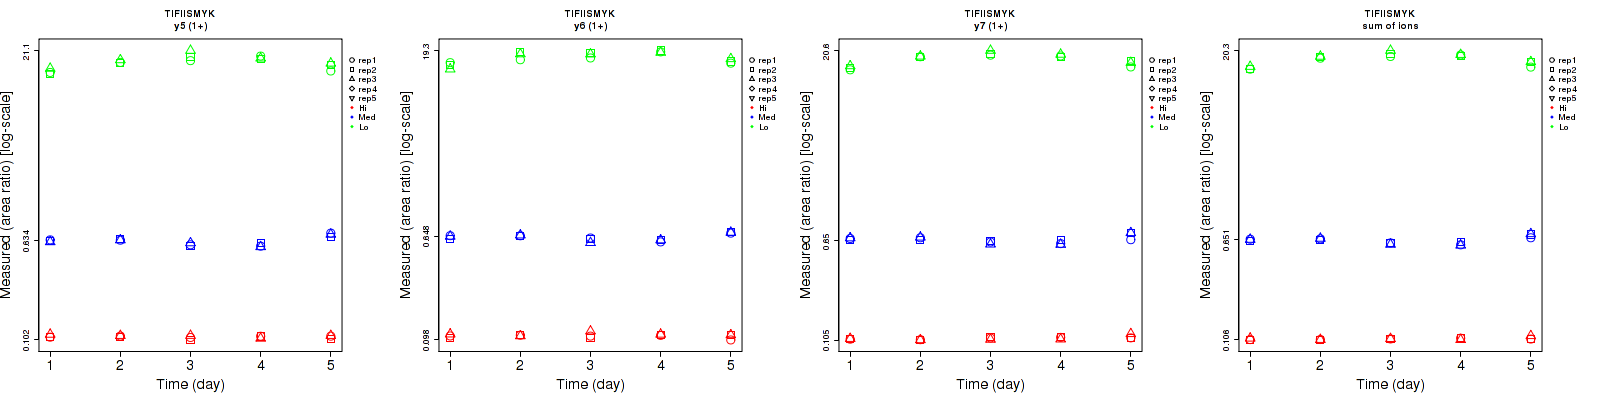 TIFIISMYK
y5 (1+)
Measured (area ratio) [log-scale]
21.1
0.634
0.102
1 2 3 4 5
Time (day)
rep1
rep2
rep3
rep4
rep5
Hi
Med
Lo
TIFIISMYK
y6 (1+)
Measured (area ratio) [log-scale]
19.3
0.648
0.098
1 2 3 4 5
Time (day)
rep1
rep2
rep3
rep4
rep5
Hi
Med
Lo
TIFIISMYK
y7 (1+)
Measured (area ratio) [log-scale]
20.6
0.65
0.105
1 2 3 4 5
Time (day)
rep1
rep2
rep3
rep4
rep5
Hi
Med
Lo
TIFIISMYK
sum of ions
Measured (area ratio) [log-scale]
20.3
0.651
0.106
1 2 3 4 5
Time (day)
rep1
rep2
rep3
rep4
rep5
Hi
Med
Lo